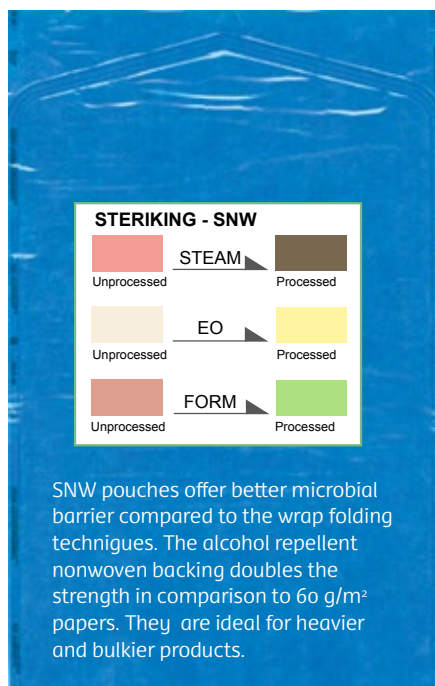 STERIKING - SNW
STEAM
Unprocessed Processed
EO
Unprocessed Processed
FORM
Unprocessed Processed
SNW pouches offer better microbial
barrier compared to the wrap folding
technigues. The alcohol repellent
nonwoven backing doubles the
strength in comparison to 60 g/m²
papers. They are ideal for heavier
and bulkier products.